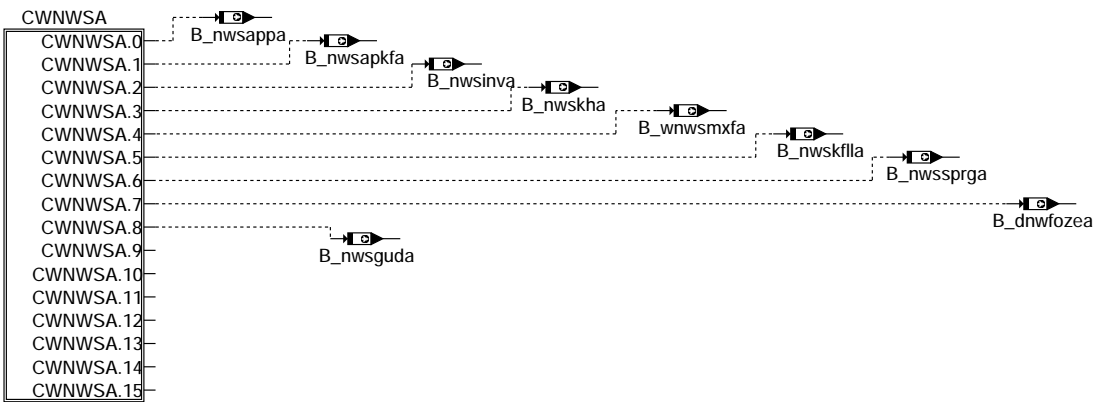 CWNWSA
CWNWSA.0
B_nwsappa
CWNWSA.1
B_nwsapkfa
CWNWSA.2
B_nwsinva
CWNWSA.3
B_nwskha
CWNWSA.4
B_wnwsmxfa
CWNWSA.5
B_nwskflla
CWNWSA.6
B_nwssprga
CWNWSA.7
B_dnwfozea
CWNWSA.8
B_nwsguda
CWNWSA.9
CWNWSA.10
CWNWSA.11
CWNWSA.12
CWNWSA.13
CWNWSA.14
CWNWSA.15